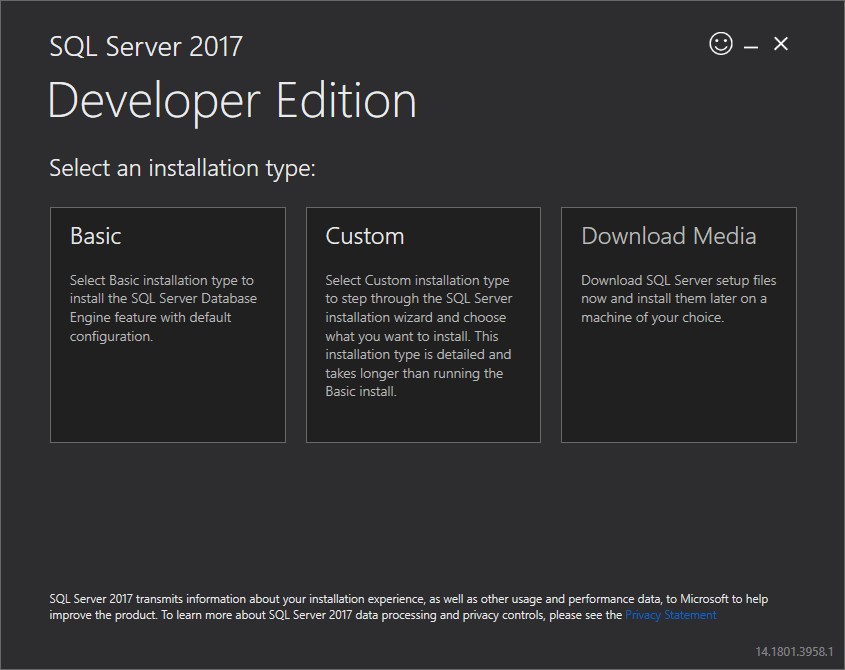 SQL Server 2017
Developer Edition
Select an installation type:
Basic
Select Basic installation type to
install the SQL Server Database
Engine feature with default
configuration.
Custom
Select Custom installation type
to step through the SQL Server
installation wizard and choose
what you want to install. This
installation type is detailed and
takes longer than running the
Basic install.
Download Media
Download SQL Server setup files
now and install them later on a
machine of your choice.
SQL Server 2017 transmits information about your installation experience, as well as other usage and performance data, to Microsoft to help
improve the product. To learn more about SQL Server 2017 data processing and privacy controls, please see the Privacy Statement
14.1801.3958.1